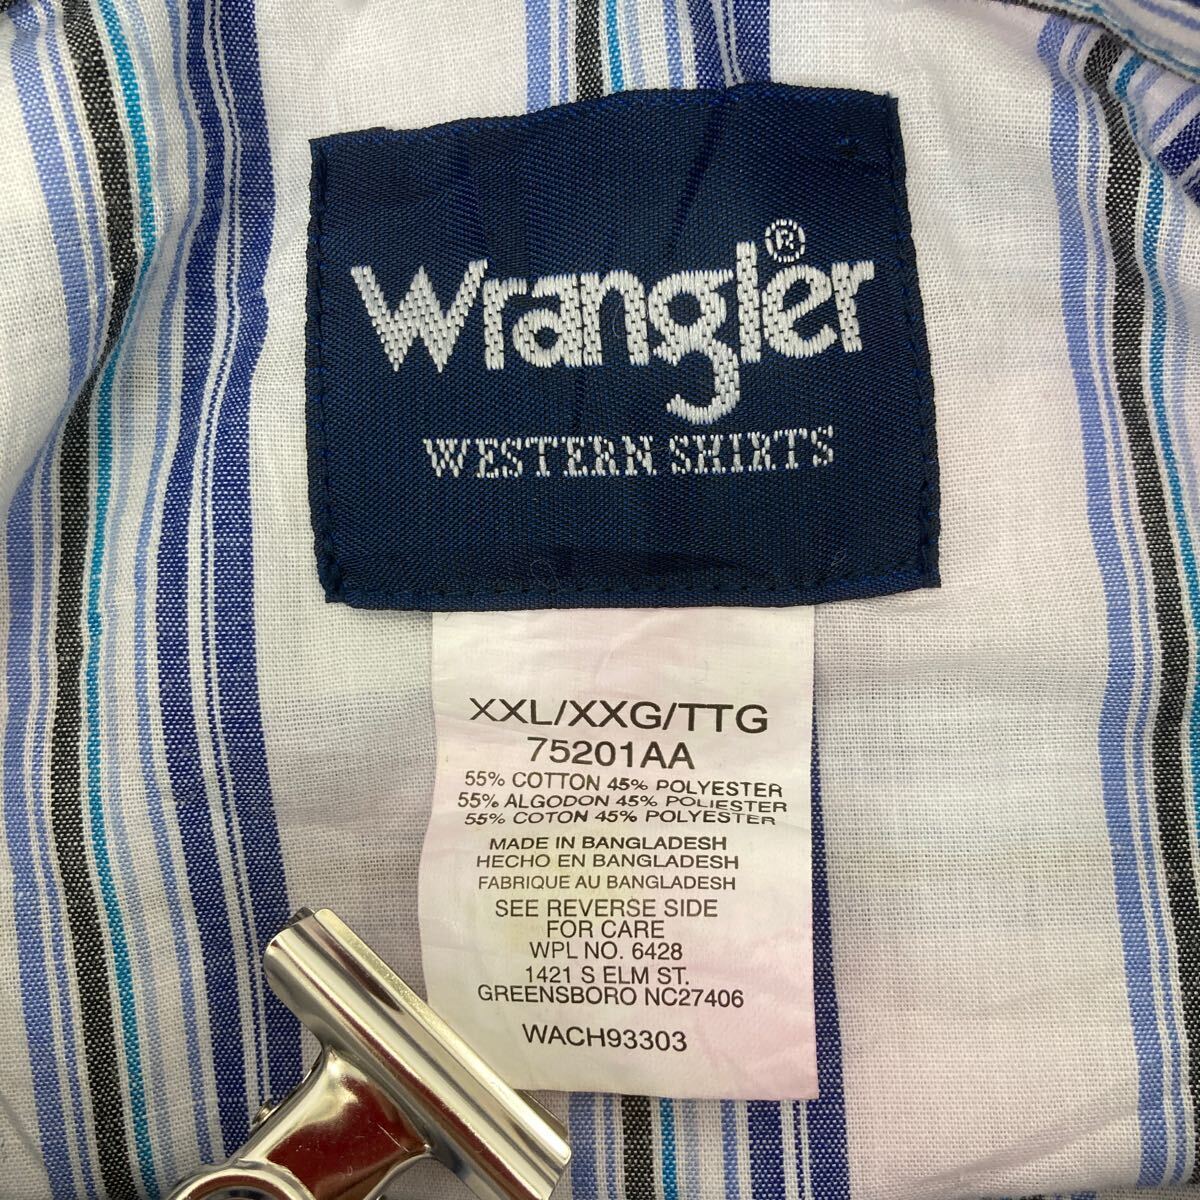 Wrangler®
WESTERN SHIRTS
XXL/XXG/TTG
75201AA
55% COTTON 45% POLYESTER
55% ALGODON 45% POLIESTER
55% COTON 45% POLYESTER
MADE IN BANGLADESH
HECHO EN BANGLADESH
FABRIQUE AU BANGLADESH
SEE REVERSE SIDE
FOR CARE
WPL NO. 6428
1421 S ELM ST.
GREENSBORO NC27406
WACH93303